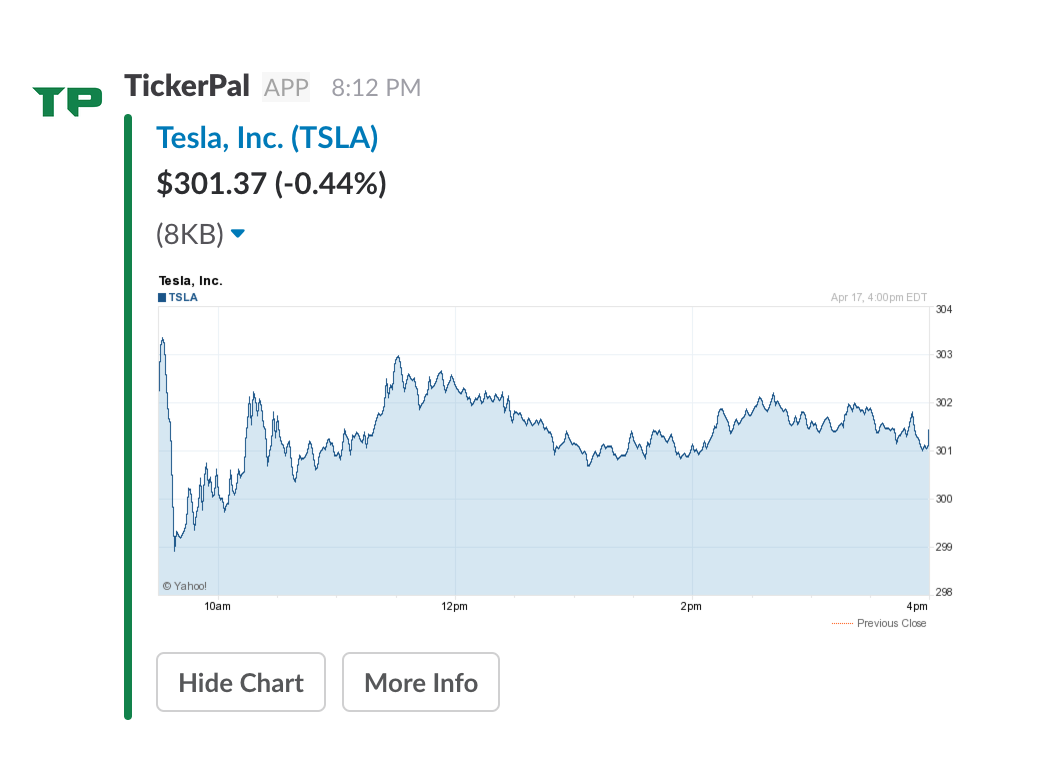 TP
TickerPal APP 8:12 PM
Tesla, Inc. (TSLA)
$301.37 (-0.44%)
(8KB)
Tesla, Inc.
TSLA
Apr 17, 4:00pm EDT
304
303
302
301
300
299
298
© Yahoo!
10am 12pm 2pm 4pm
Previous Close
Hide Chart More Info